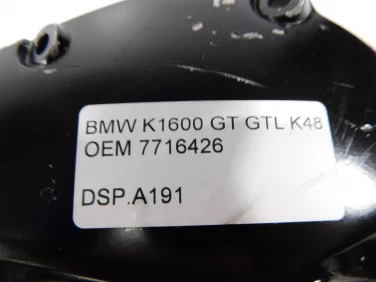 BMW K1600 GT GTL K48
OEM 7716426
DSP.A191